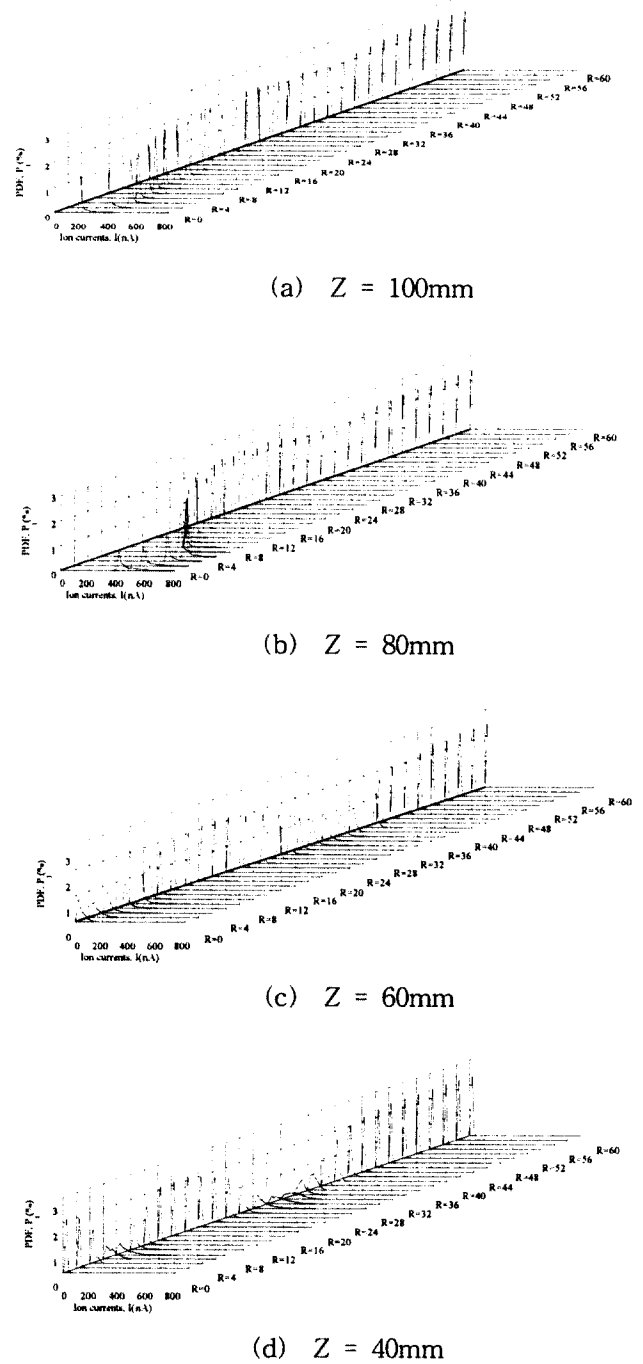 R=60
R=56
R=52
R=48
R=44
R=40
R=36
R=32
R=28
R=24
R=20
R=16
R=12
R=8
R=4
R=0
PDF, P (%)
3
2
1
0
0 200 400 600 800
Ion currents, I(nA)
(a) Z = 100mm
R=60
R=56
R=52
R=48
R=44
R=40
R=36
R=32
R=28
R=24
R=20
R=16
R=12
R=8
R=4
R=0
PDF, P (%)
3
2
1
0
0 200 400 600 800
Ion currents, I(nA)
(b) Z = 80mm
R=60
R=56
R=52
R=48
R=44
R=40
R=36
R=32
R=28
R=24
R=20
R=16
R=12
R=8
R=4
R=0
PDF, P (%)
3
2
1
0
0 200 400 600 800
Ion currents, I(nA)
(c) Z = 60mm
R=60
R=56
R=52
R=48
R=44
R=40
R=36
R=32
R=28
R=24
R=20
R=16
R=12
R=8
R=4
R=0
PDF, P (%)
3
2
1
0
0 200 400 600 800
Ion currents, I(nA)
(d) Z = 40mm